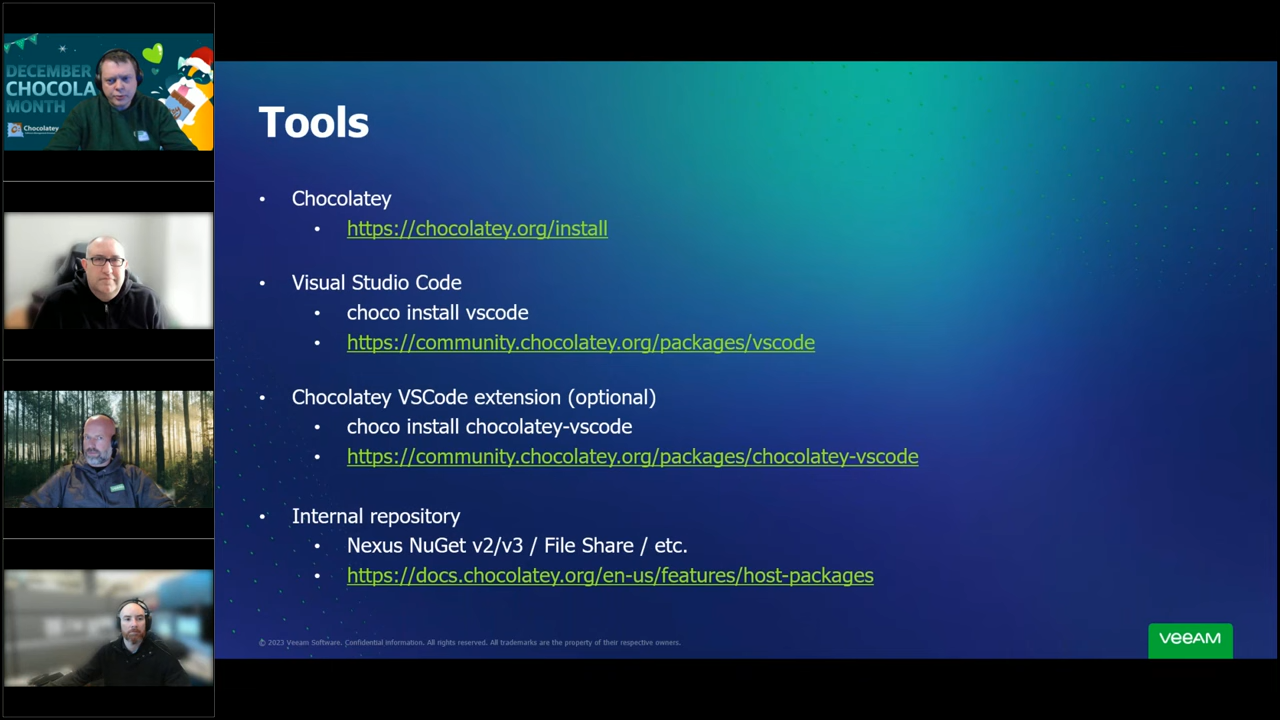 DECEMBER
CHOCOLA
MONTH
Chocolatey
Tools
• Chocolatey
• https://chocolatey.org/install
• Visual Studio Code
• choco install vscode
• https://community.chocolatey.org/packages/vscode
• Chocolatey VSCode extension (optional)
• choco install chocolatey-vscode
• https://community.chocolatey.org/packages/chocolatey-vscode
• Internal repository
• Nexus NuGet v2/v3 / File Share / etc.
• https://docs.chocolatey.org/en-us/features/host-packages
© 2023 Veeam Software. Confidential information. All rights reserved. All trademarks are the property of their respective owners.
veeAM